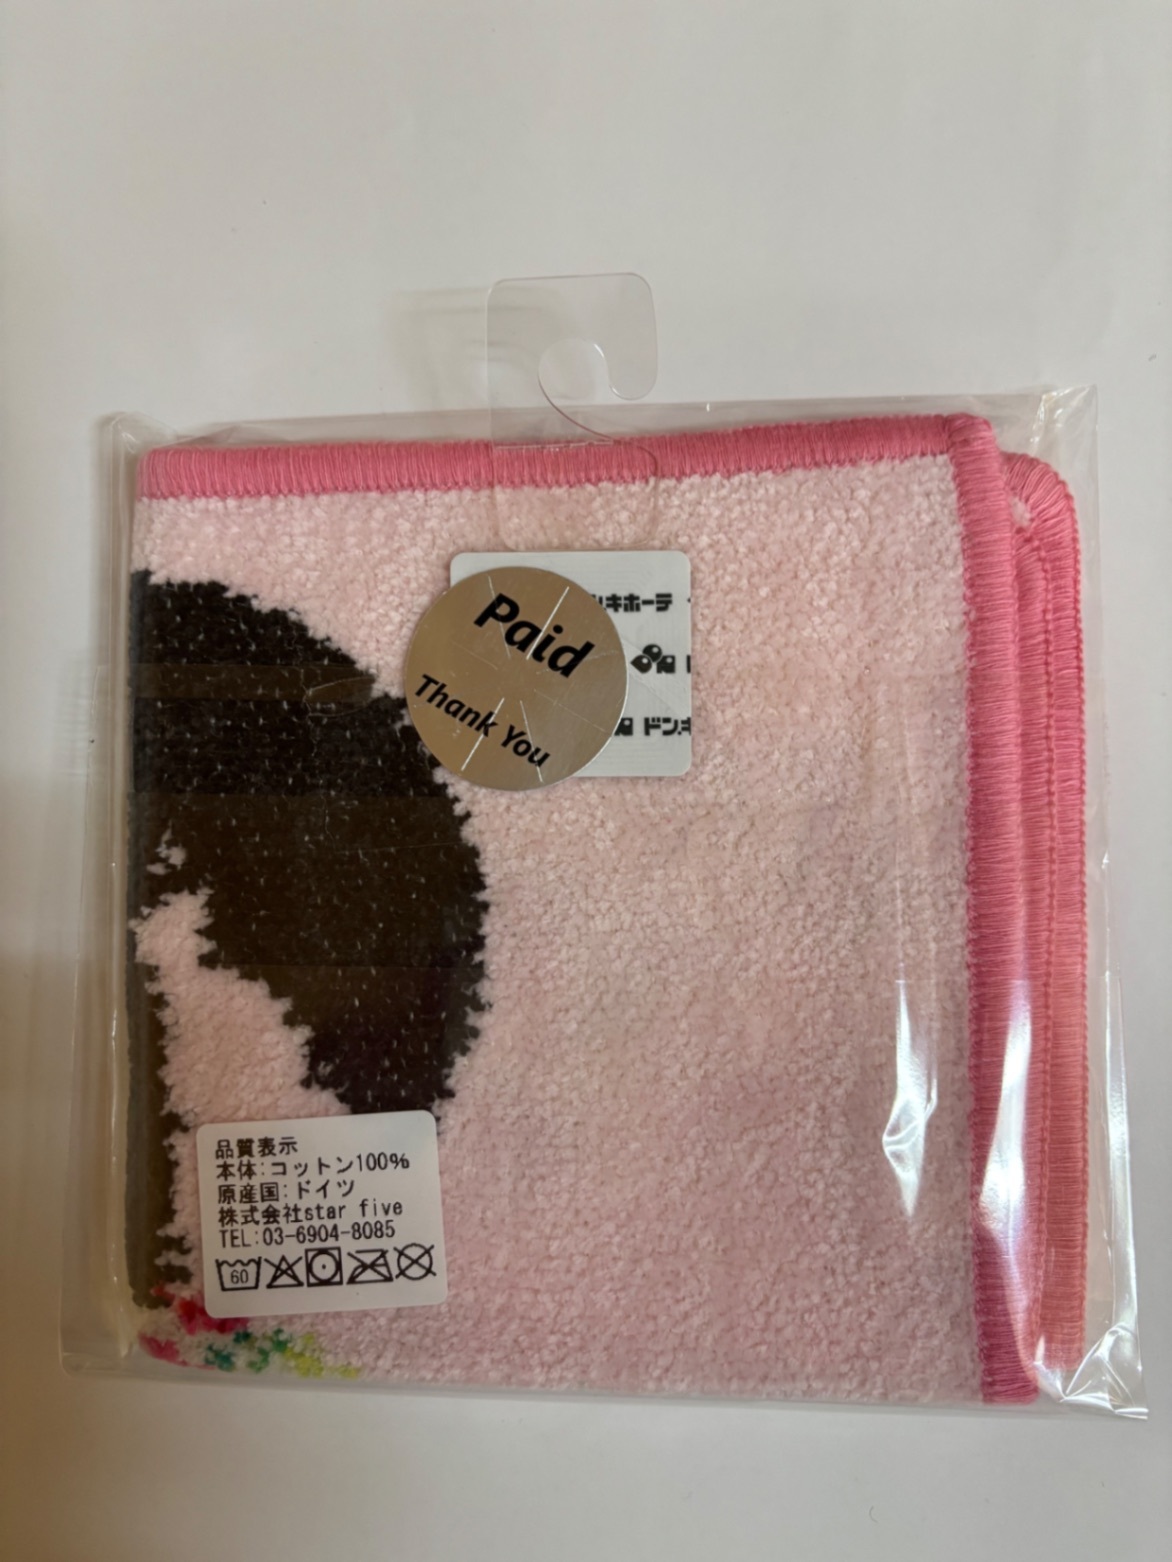 Paid
Thank You
ンキホーテ
ドンキ
品質表示
本体:コットン100%
原産国:ドイツ
株式会社star five
TEL:03-6904-8085
60